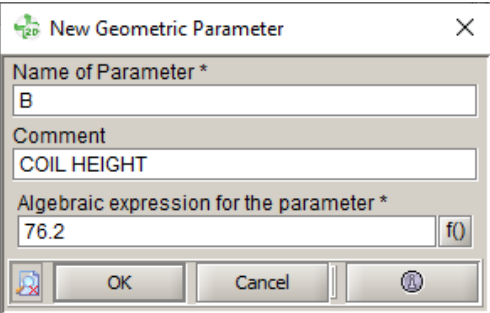 New Geometric Parameter
Name of Parameter *
B
Comment
COIL HEIGHT
Algebraic expression for the parameter *
76.2 f()
OK Cancel